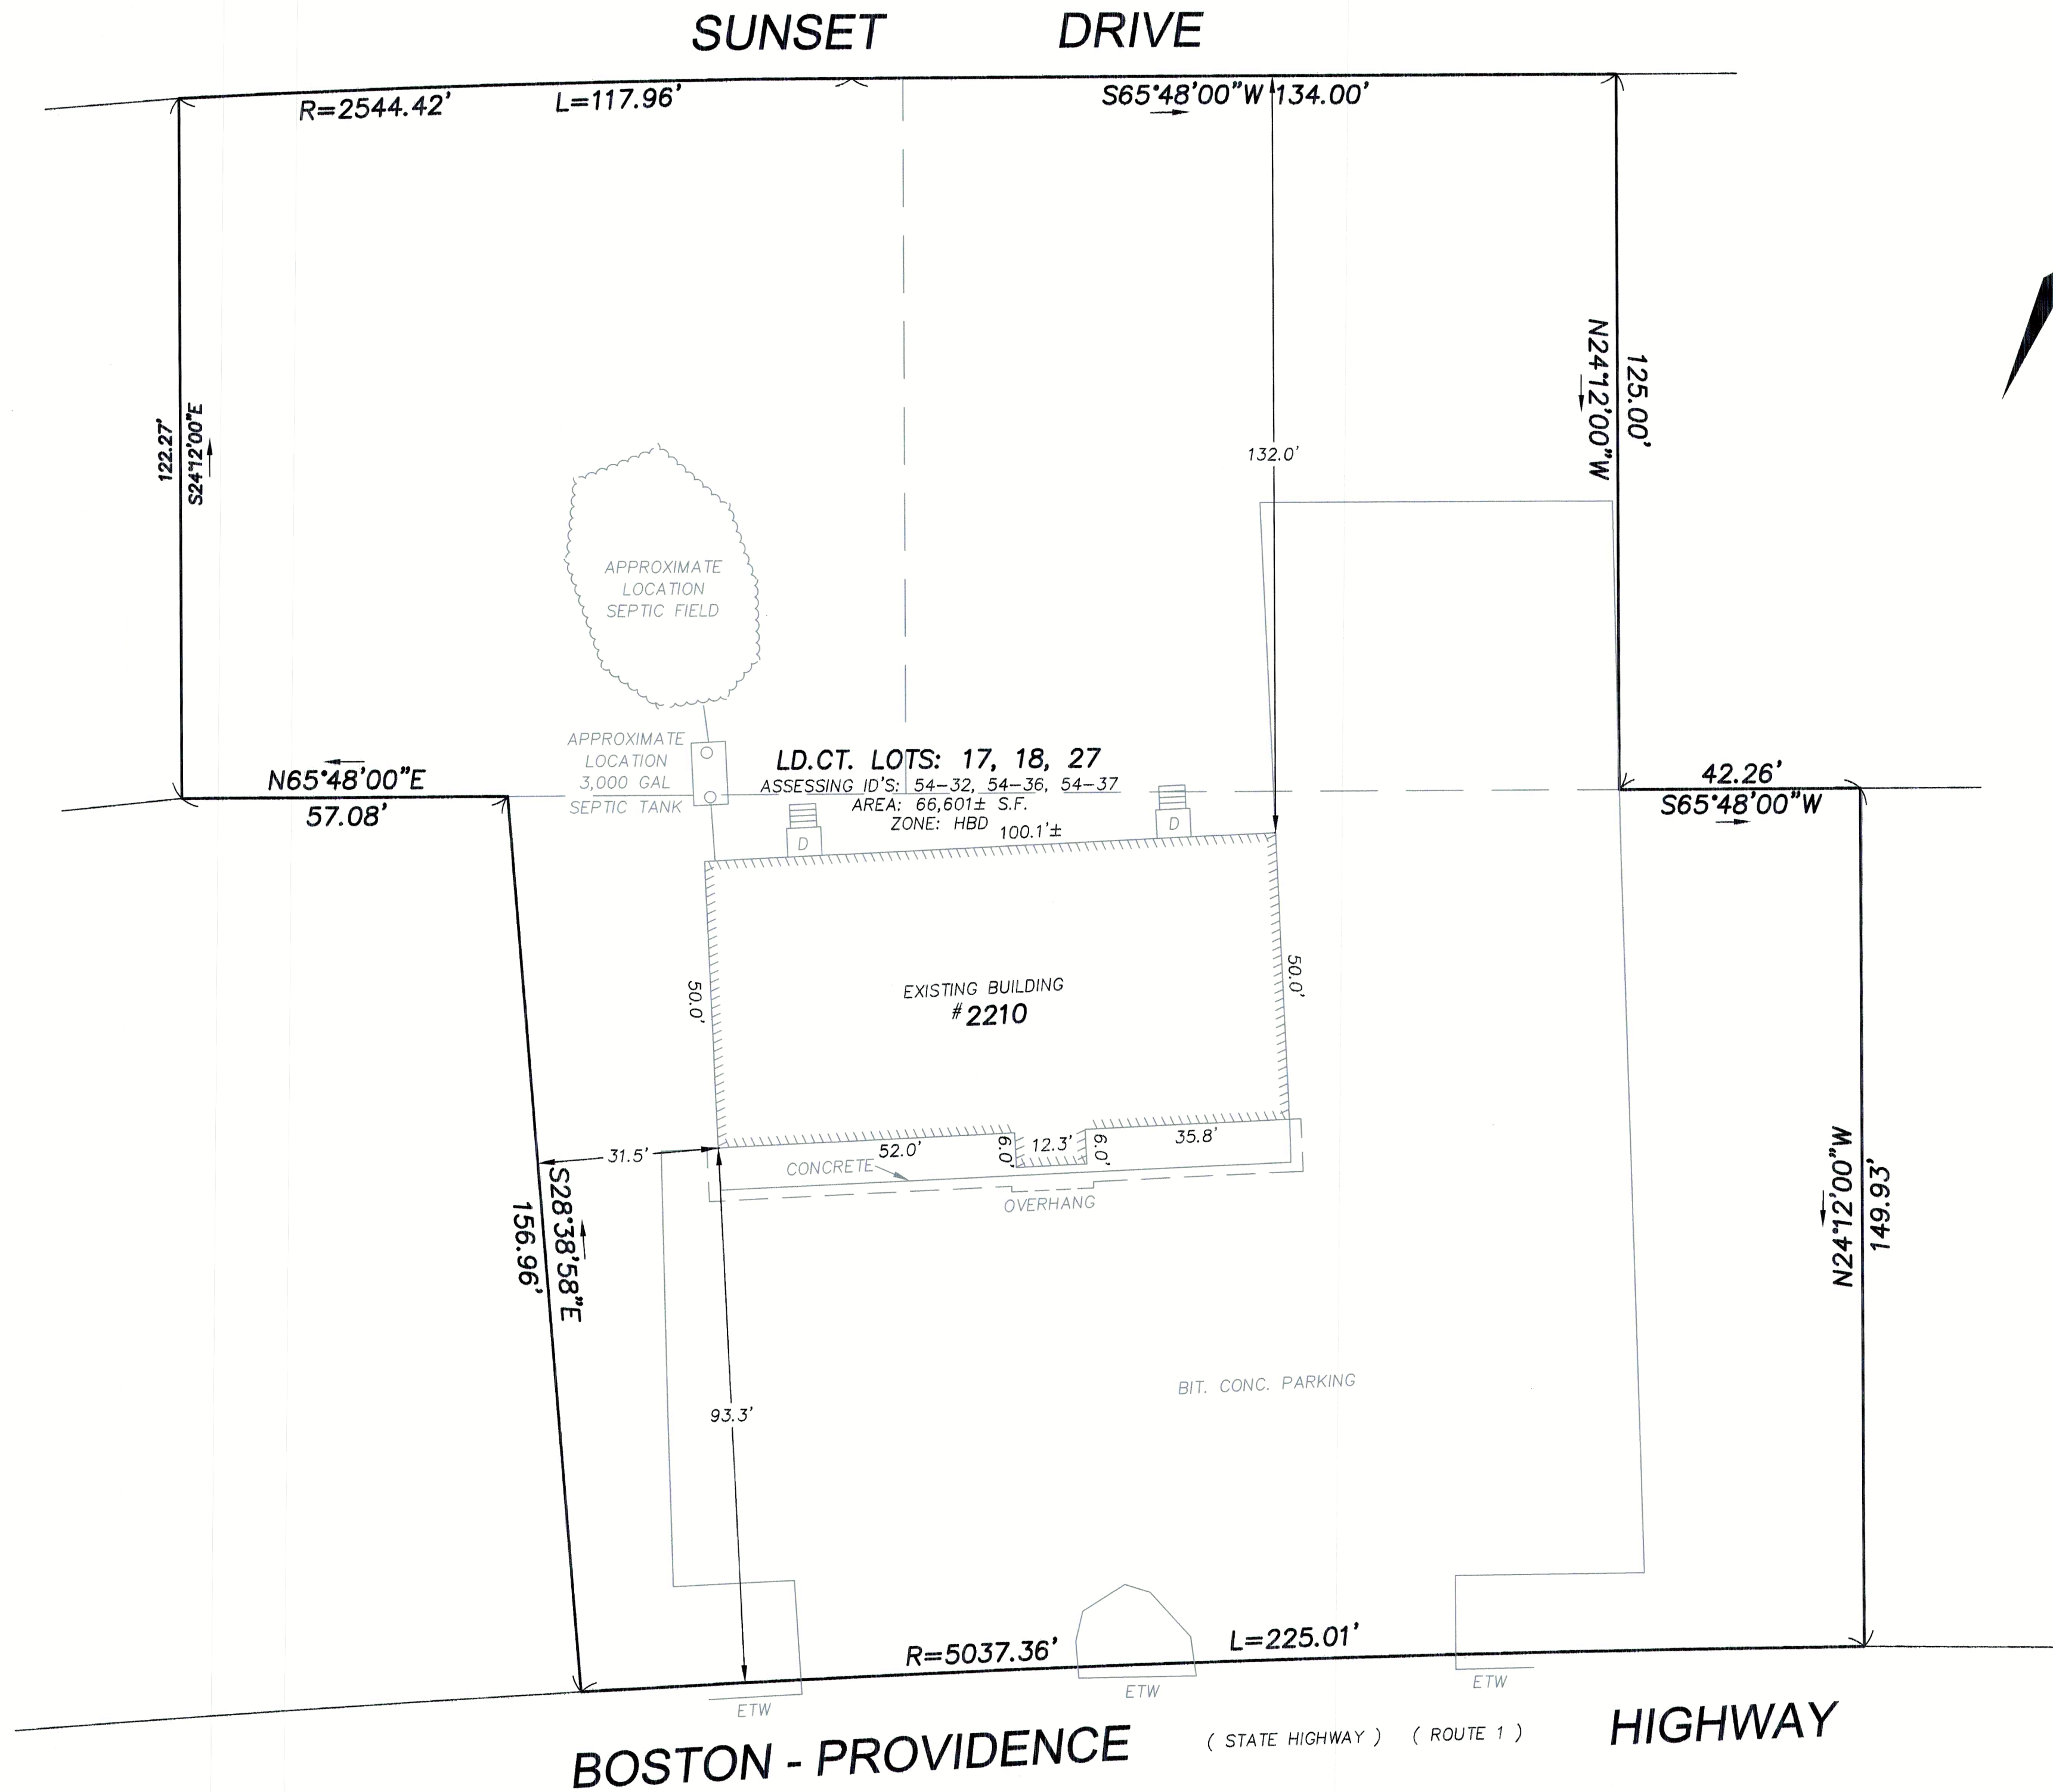 SUNSET DRIVE
R=2544.42' L=117.96'
S65°48'00"W 134.00'
122.27'
S24°12'00"E
N24°12'00"W
125.00'
132.0'
APPROXIMATE
LOCATION
SEPTIC FIELD
APPROXIMATE
LOCATION
3,000 GAL
SEPTIC TANK
LD.CT. LOTS: 17, 18, 27
ASSESSING ID'S: 54-32, 54-36, 54-37
AREA: 66,601± S.F.
ZONE: HBD
100.1'±
D
D
N65°48'00"E
57.08'
42.26'
S65°48'00"W
50.0'
EXISTING BUILDING
#2210
50.0'
31.5'
52.0'
6.0'
12.3'
6.0'
35.8'
CONCRETE
OVERHANG
S28°38'58"E
156.96'
N24°12'00"W
149.93'
93.3'
BIT. CONC. PARKING
R=5037.36' L=225.01'
ETW
ETW
ETW
BOSTON - PROVIDENCE ( STATE HIGHWAY ) ( ROUTE 1 ) HIGHWAY